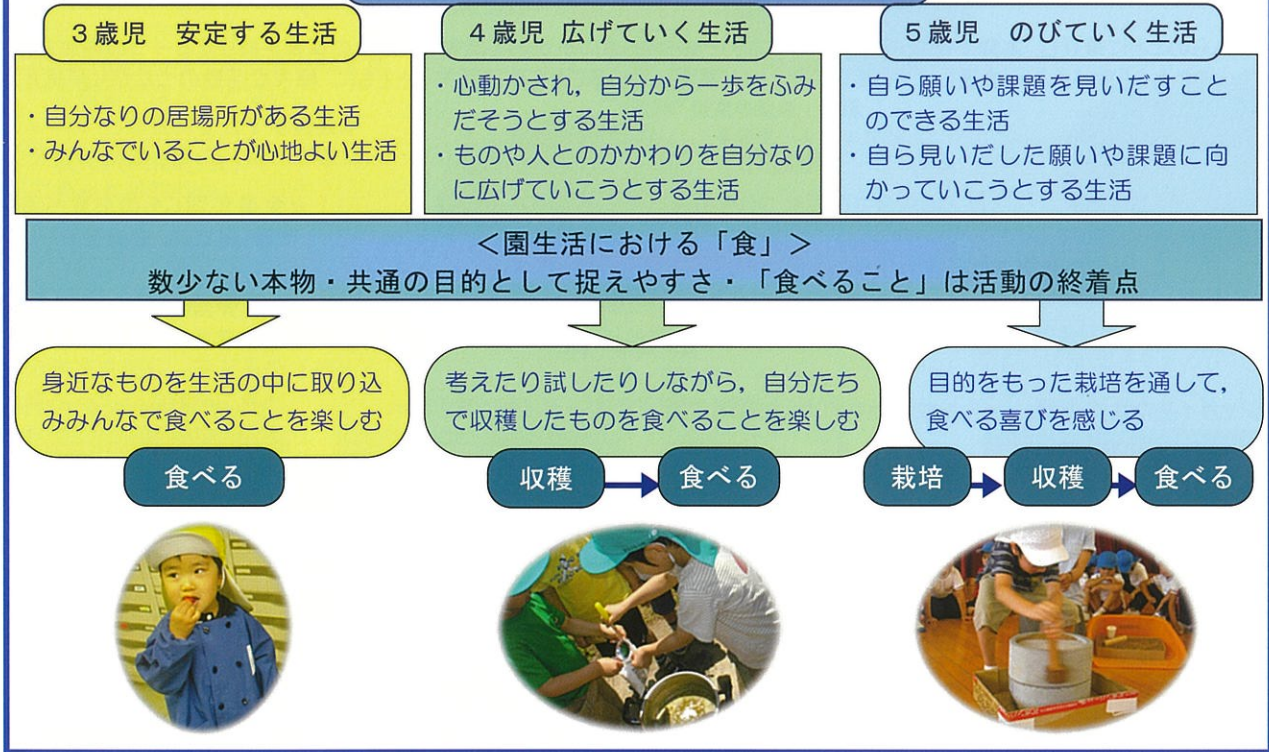 3歳児 安定する生活
・自分なりの居場所がある生活
・みんなでいることが心地よい生活
4歳児 広げていく生活
・心動かされ,自分から一歩をふみ
だそうとする生活
・ものや人とのかかわりを自分なり
に広げていこうとする生活
5歳児 のびていく生活
・自ら願いや課題を見いだすこと
のできる生活
・自ら見いだした願いや課題に向
かっていこうとする生活
<園生活における「食」>
数少ない本物・共通の目的として捉えやすさ・「食べること」は活動の終着点
身近なものを生活の中に取り込
みみんなで食べることを楽しむ
食べる
考えたり試したりしながら,自分たち
で収穫したものを食べることを楽しむ
収穫
食べる
目的をもった栽培を通して,
食べる喜びを感じる
栽培
収穫
食べる